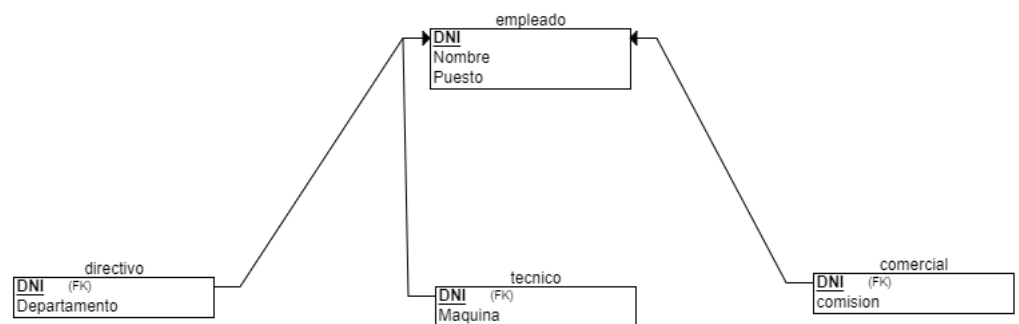 empleado
DNI
Nombre
Puesto
directivo
DNI (FK)
Departamento
tecnico
DNI (FK)
Maquina
comercial
DNI (FK)
comision